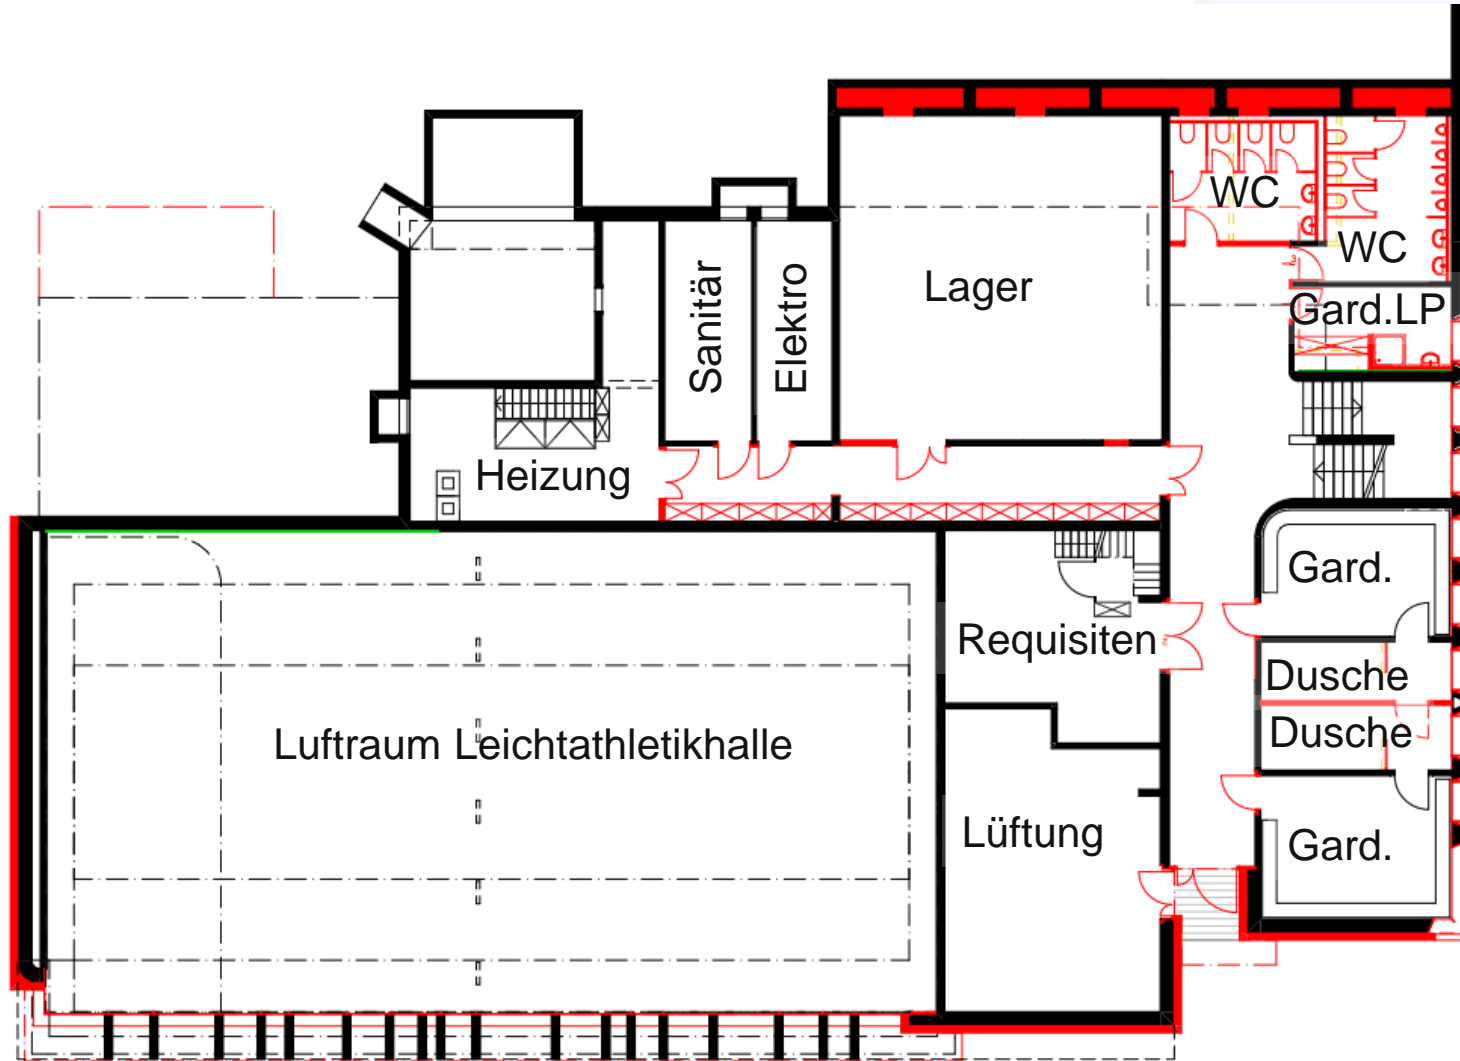 WC
WC
Lager
Sanitär
Elektro
Gard.LP
Heizung
Gard.
Requisiten
Dusche
Dusche
Luftraum Leichtathletikhalle
Lüftung
Gard.